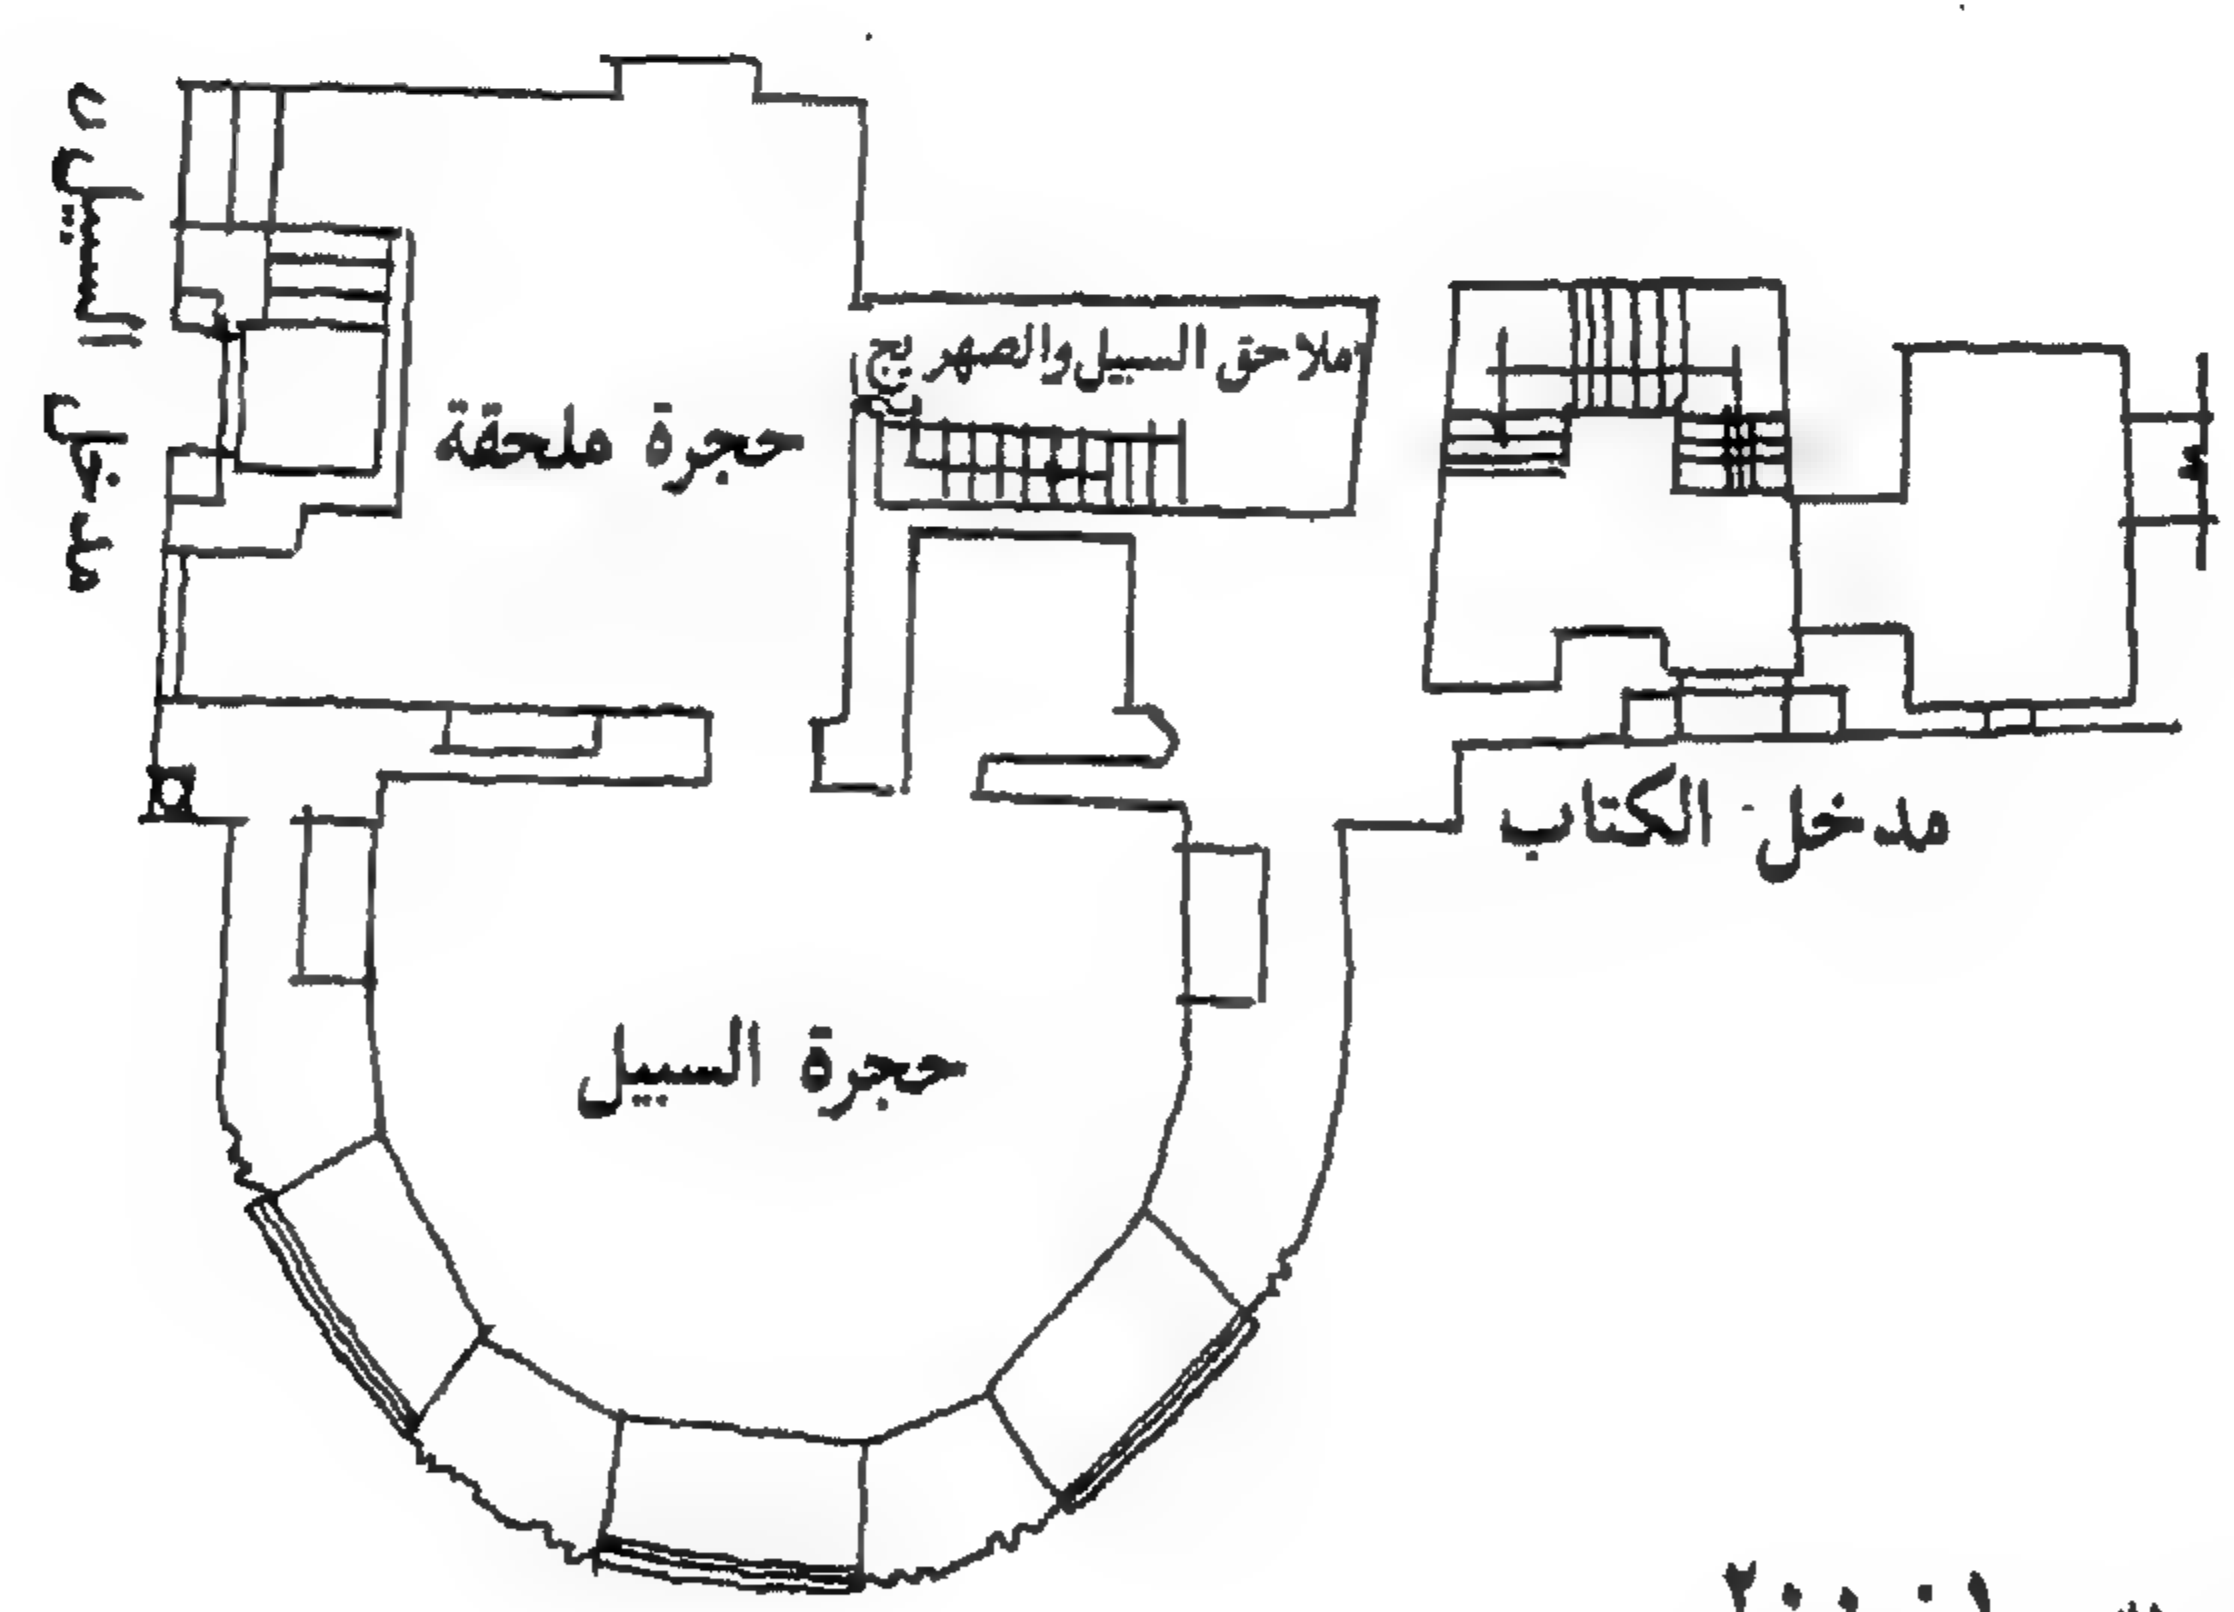 ملاحق السبيل والصهريج
حجرة ملحقة
مدخل السبيل
مدخل الكتاب
حجرة السبيل